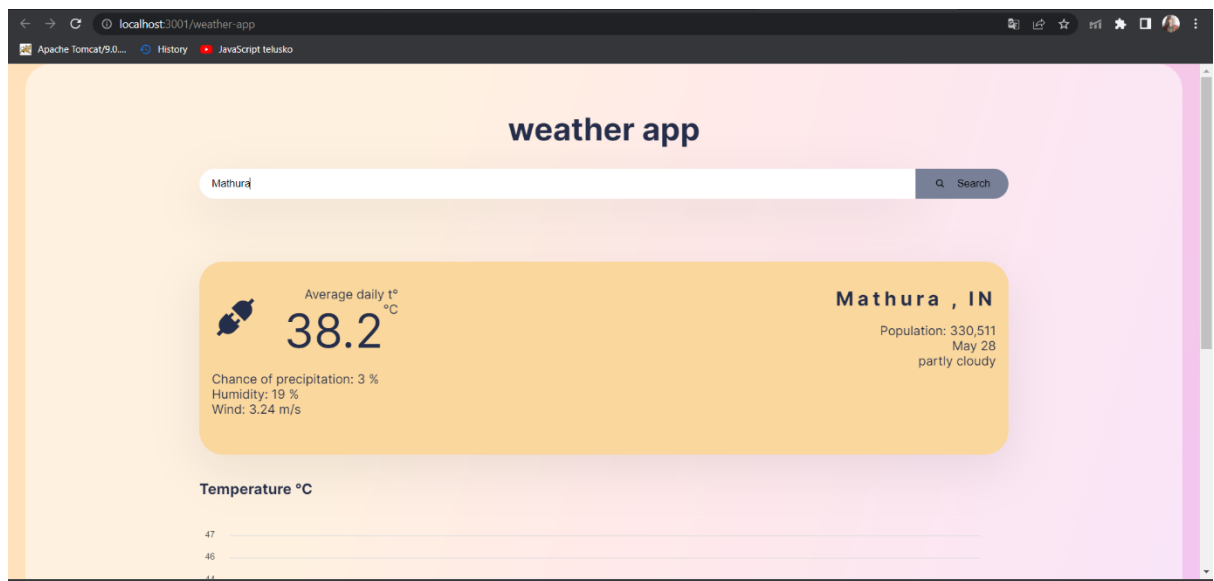 localhost:3001/weather-app
Apache Tomcat/9.0.... History JavaScript telusko
weather app
Mathura Search
Average daily t°
38.2 °C
Chance of precipitation: 3 %
Humidity: 19 %
Wind: 3.24 m/s
Mathura , IN
Population: 330,511
May 28
partly cloudy
Temperature °C
47
46